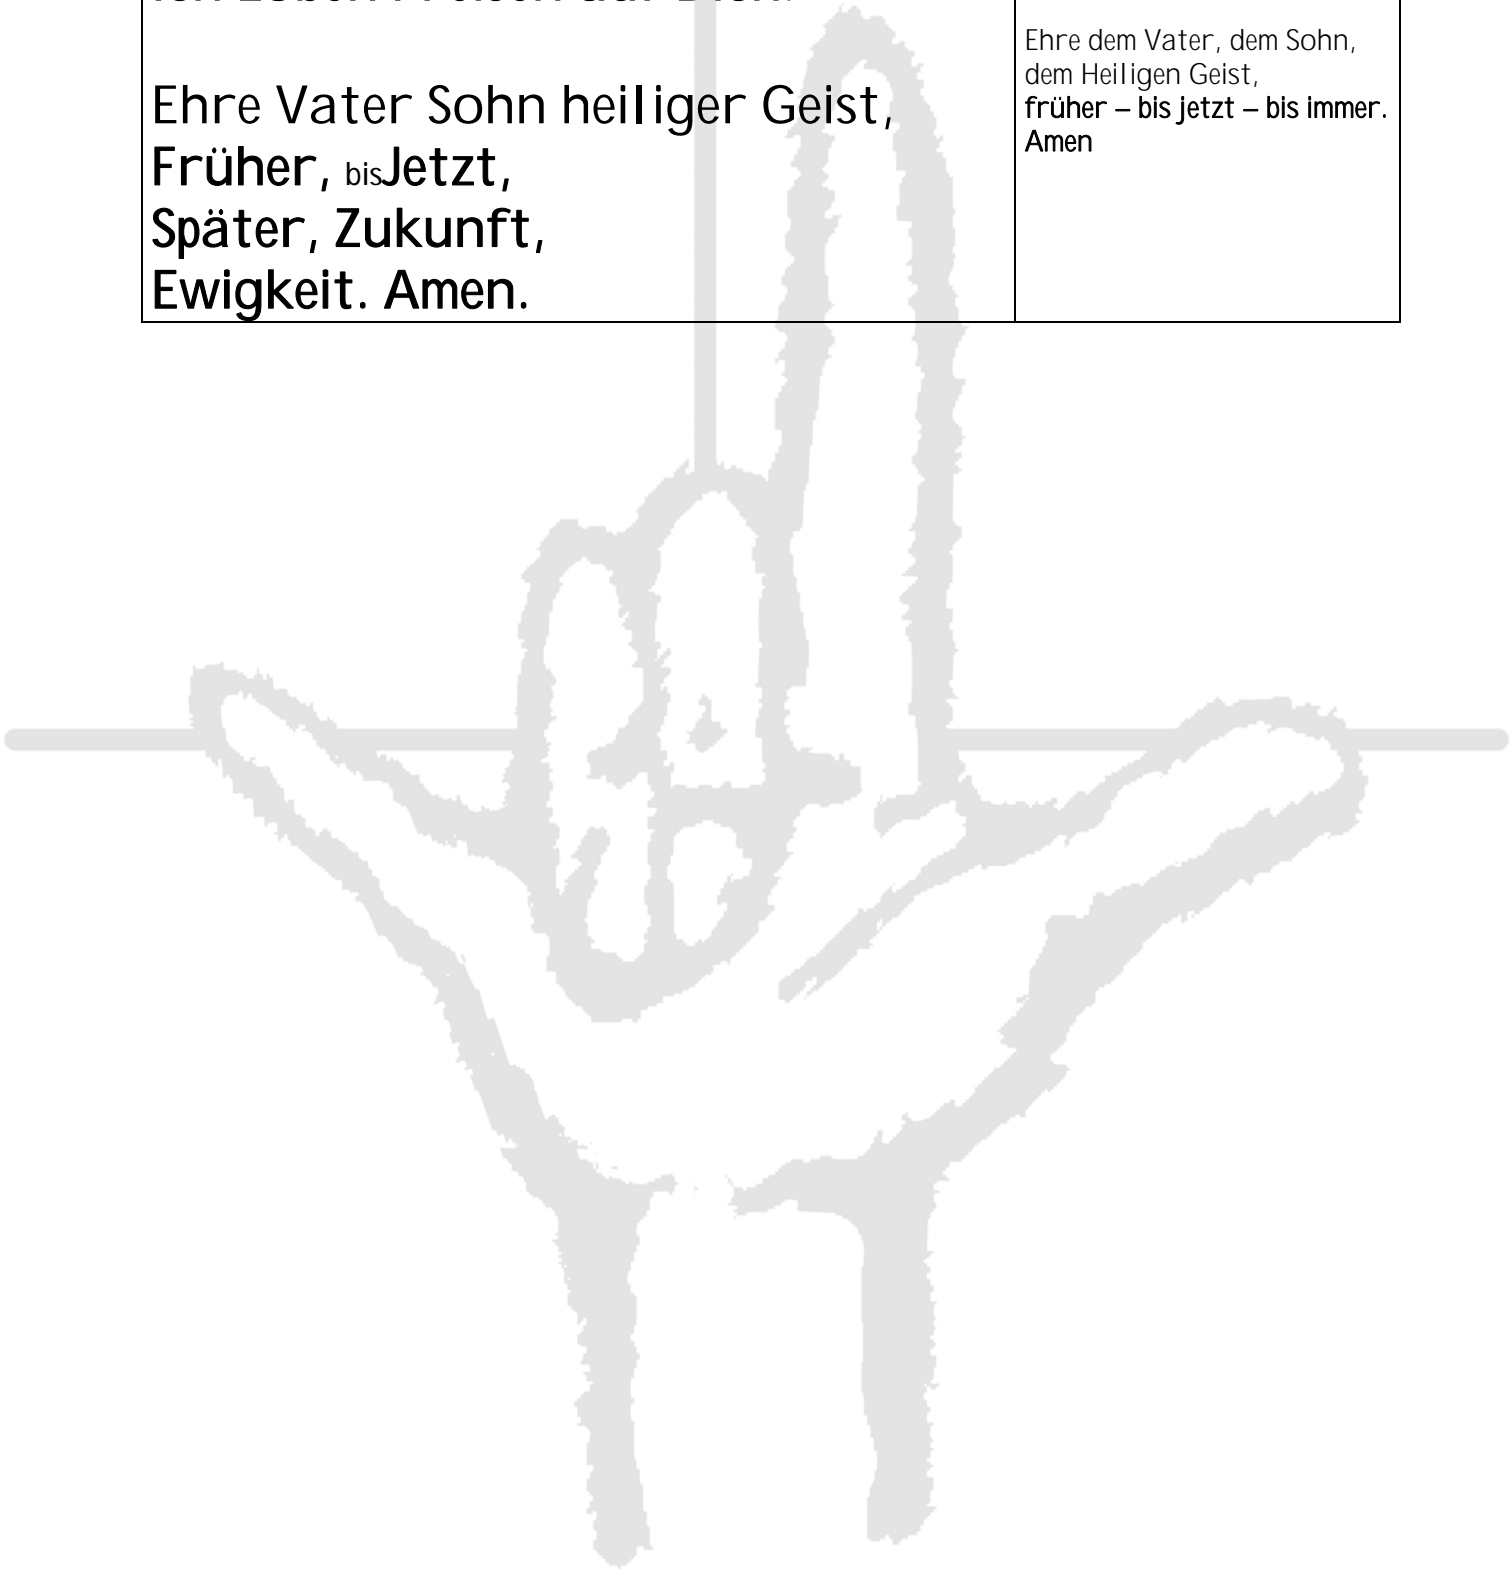 Ehre Vater Sohn heiliger Geist,
Früher, bisJetzt,
Später, Zukunft,
Ewigkeit. Amen.
Ehre dem Vater, dem Sohn,
dem Heiligen Geist,
früher – bis jetzt – bis immer.
Amen